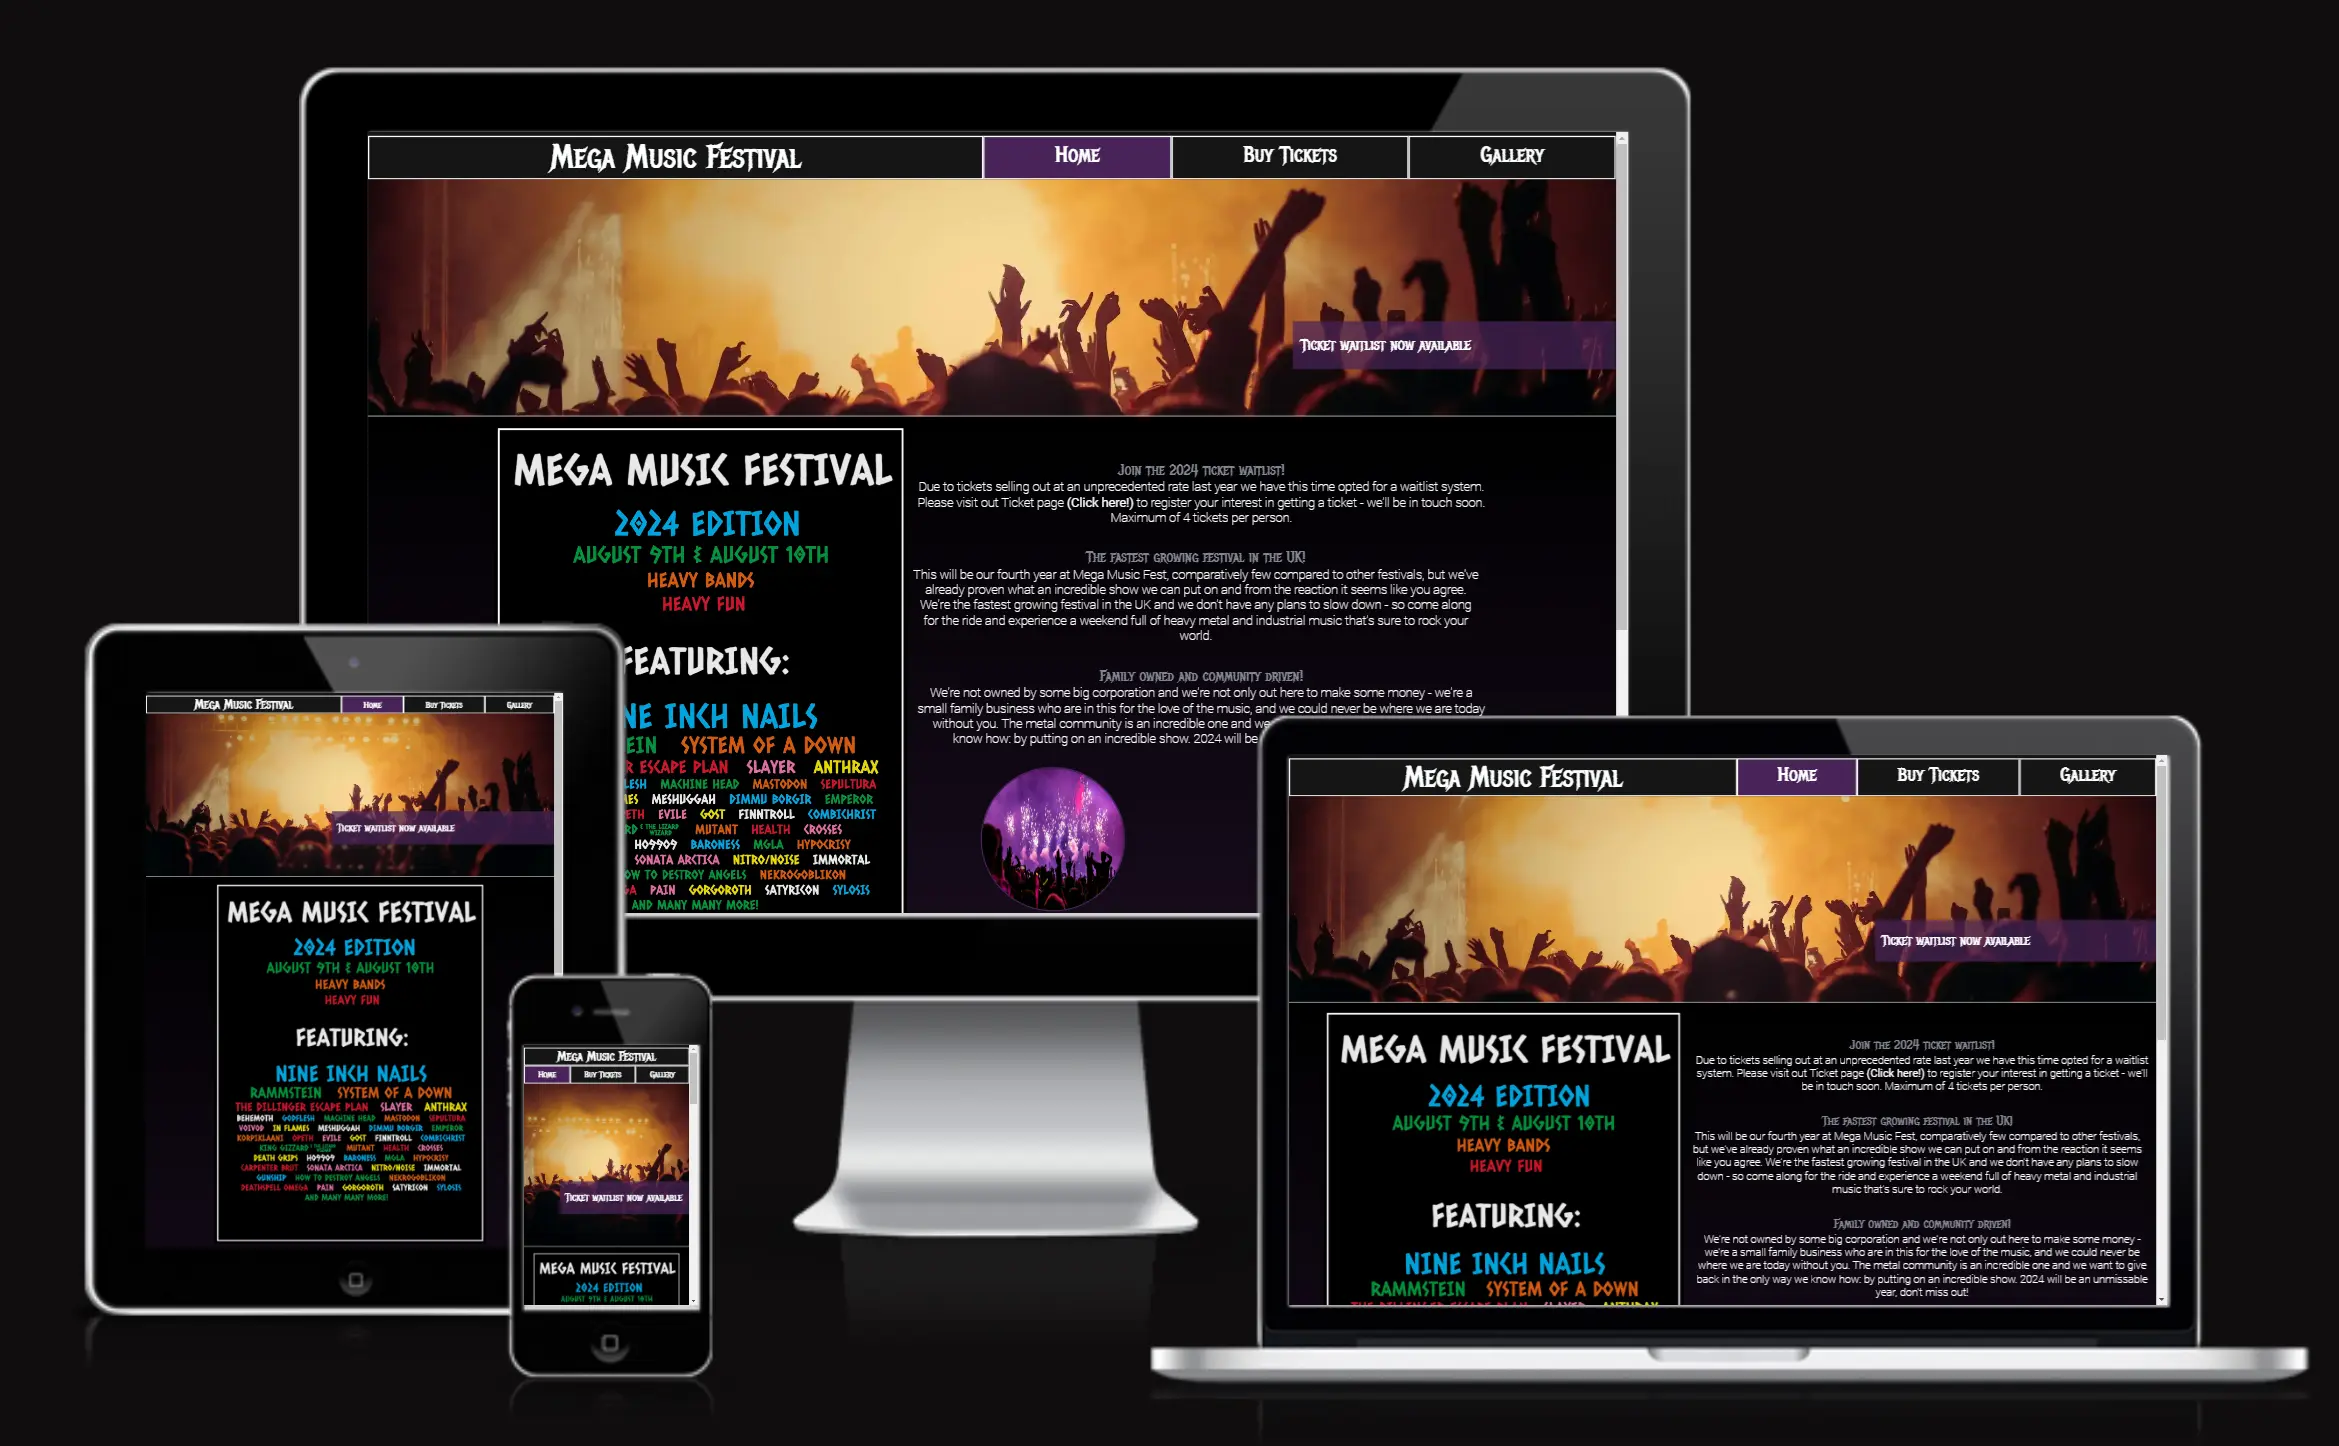 Mega Music Festival
Home
Buy Tickets
Gallery
Ticket waitlist now available
MEGA MUSIC FESTIVAL
2024 EDITION
AUGUST 9TH & AUGUST 10TH
HEAVY BANDS
HEAVY FUN
FEATURING:
NE INCH NAILS
EIN SYSTEM OF A DOWN
R ESCAPE PLAN SLAYER ANTHRAX
LESH MACHINE HEAD MASTODON SEPULTURA
MES MESHUGGAH DIMMU BORGIR EMPEROR
ETH EVILE GOST FINNTROLL COMBICHRIST
RD & THE LIZARD WIZARD MUTANT HEALTH CROSSES
HO99O9 BARONESS MGLA HYPOCRISY
SONATA ARCTICA NITRO/NOISE IMMORTAL
OW TO DESTROY ANGELS NEKROGOBLIKON
GA PAIN GORGOROTH SATYRICON SYLOSIS
AND MANY MANY MORE!
Join the 2024 ticket waitlist!
Due to tickets selling out at an unprecedented rate last year we have this time opted for a waitlist system.
Please visit out Ticket page (Click here!) to register your interest in getting a ticket - we'll be in touch soon.
Maximum of 4 tickets per person.
The fastest growing festival in the UK!
This will be our fourth year at Mega Music Fest, comparatively few compared to other festivals, but we've
already proven what an incredible show we can put on and from the reaction it seems like you agree.
We're the fastest growing festival in the UK and we don't have any plans to slow down - so come along
for the ride and experience a weekend full of heavy metal and industrial music that's sure to rock your
world.
Family owned and community driven!
We're not owned by some big corporation and we're not only out here to make some money - we're a
small family business who are in this for the love of the music, and we could never be where we are today
without you. The metal community is an incredible one and we
know how: by putting on an incredible show. 2024 will be
Mega Music Festival
Home
Buy Tickets
Gallery
Ticket waitlist now available
MEGA MUSIC FESTIVAL
2024 EDITION
AUGUST 9TH & AUGUST 10TH
HEAVY BANDS
HEAVY FUN
FEATURING:
NINE INCH NAILS
RAMMSTEIN SYSTEM OF A DOWN
THE DILLINGER ESCAPE PLAN SLAYER ANTHRAX
BEHEMOTH GODFLESH MACHINE HEAD MASTODON SEPULTURA
VOIVOD IN FLAMES MESHUGGAH DIMMU BORGIR EMPEROR
KORPIKLAANI OPETH EVILE GOST FINNTROLL COMBICHRIST
KING GIZZARD MUTANT HEALTH CROSSES
DEATH GRIPS HO99O9 BARONESS MGLA HYPOCRISY
CARPENTER BRUT SONATA ARCTICA NITRO/NOISE IMMORTAL
GUNSHIP HOW TO DESTROY ANGELS NEKROGOBLIKON
DEATHSPELL OMEGA PAIN GORGOROTH SATYRICON SYLOSIS
AND MANY MANY MORE!
Mega Music Festival
Home
Buy Tickets
Gallery
Ticket waitlist now available
MEGA MUSIC FESTIVAL
2024 EDITION
AUGUST 9TH & AUGUST 10TH
Mega Music Festival
Home
Buy Tickets
Gallery
Ticket waitlist now available
MEGA MUSIC FESTIVAL
2024 EDITION
AUGUST 9TH & AUGUST 10TH
HEAVY BANDS
HEAVY FUN
FEATURING:
NINE INCH NAILS
RAMMSTEIN SYSTEM OF A DOWN
THE DILLINGER ESCAPE PLAN SLAYER ANTHRAX
Join the 2024 ticket waitlist!
Due to tickets selling out at an unprecedented rate last year we have this time opted for a waitlist
system. Please visit out Ticket page (Click here!) to register your interest in getting a ticket - we'll
be in touch soon. Maximum of 4 tickets per person.
The fastest growing festival in the UK!
This will be our fourth year at Mega Music Fest, comparatively few compared to other festivals,
but we've already proven what an incredible show we can put on and from the reaction it seems
like you agree. We're the fastest growing festival in the UK and we don't have any plans to slow
down - so come along for the ride and experience a weekend full of heavy metal and industrial
music that's sure to rock your world.
Family owned and community driven!
We're not owned by some big corporation and we're not only out here to make some money -
we're a small family business who are in this for the love of the music, and we could never be
where we are today without you. The metal community is an incredible one and we want to give
back in the only way we know how: by putting on an incredible show. 2024 will be an unmissable
year, don't miss out!